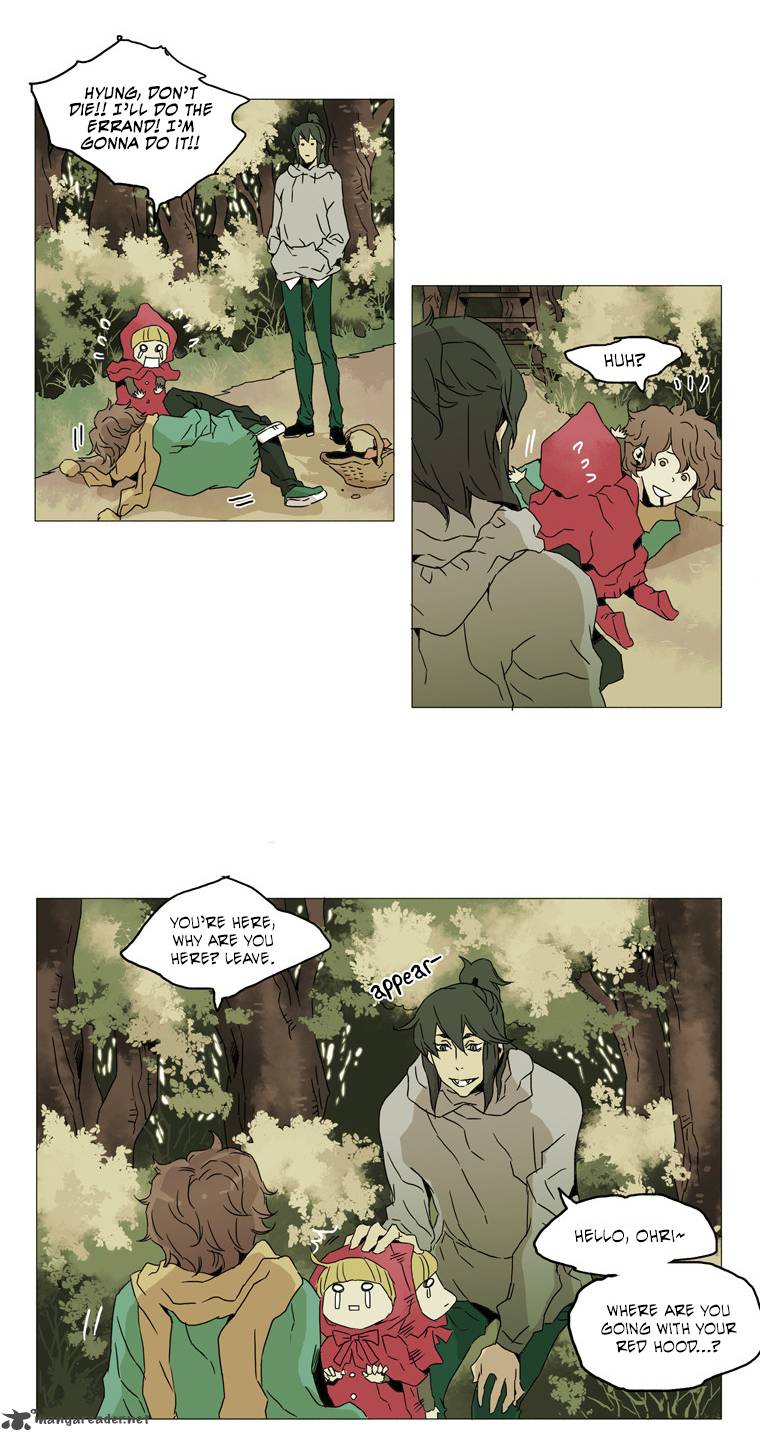 HYUNG, DON'T
DIE!! I'LL DO THE
ERRAND! I'M
GONNA DO IT!!
HUH?
YOU'RE HERE,
WHY ARE YOU
HERE? LEAVE.
appear~
HELLO, OHRI~
WHERE ARE YOU
GOING WITH YOUR
RED HOOD...?
mangareader.net